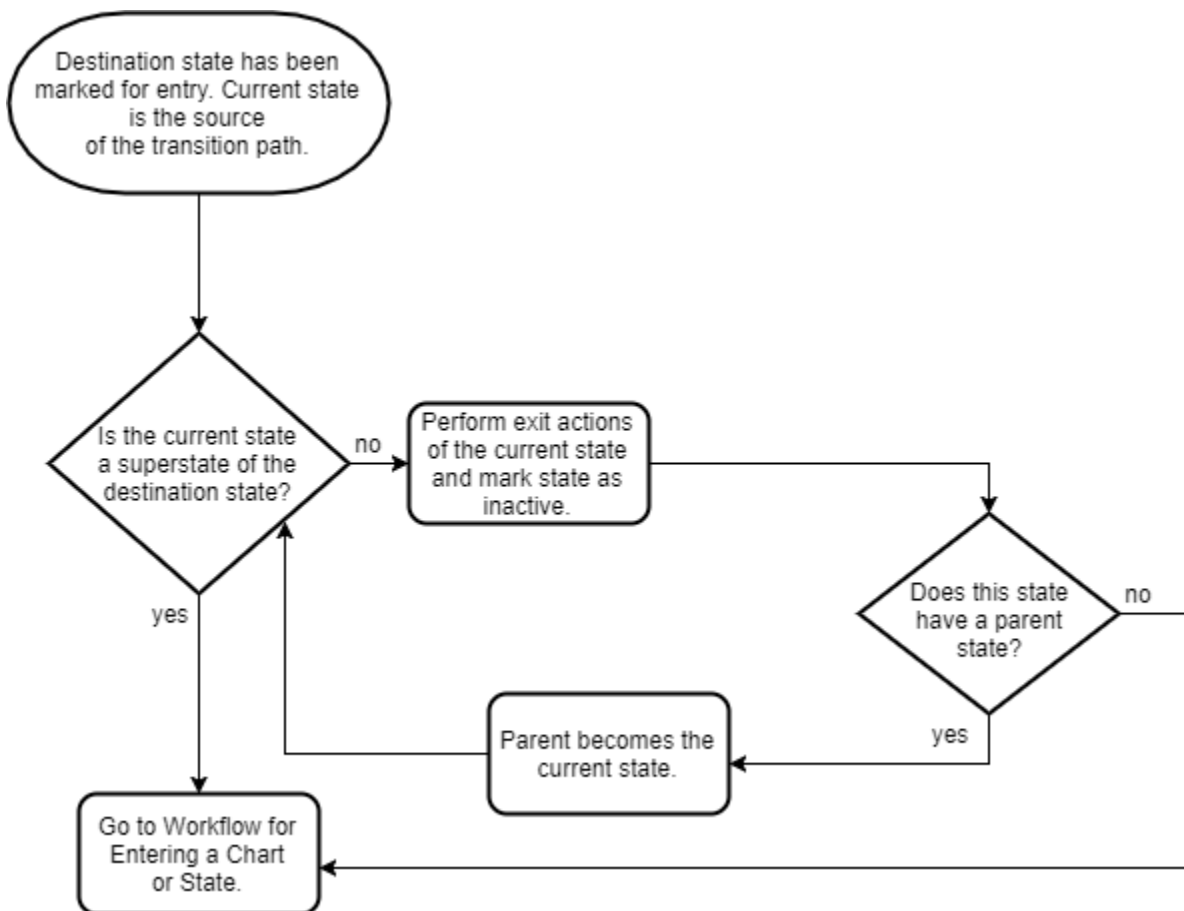 Destination state has been
marked for entry. Current state
is the source
of the transition path.
Is the current state
a superstate of the
destination state?
no
Perform exit actions
of the current state
and mark state as
inactive.
Does this state
have a parent
state?
no
yes
Parent becomes the
current state.
yes
Go to Workflow for
Entering a Chart
or State.